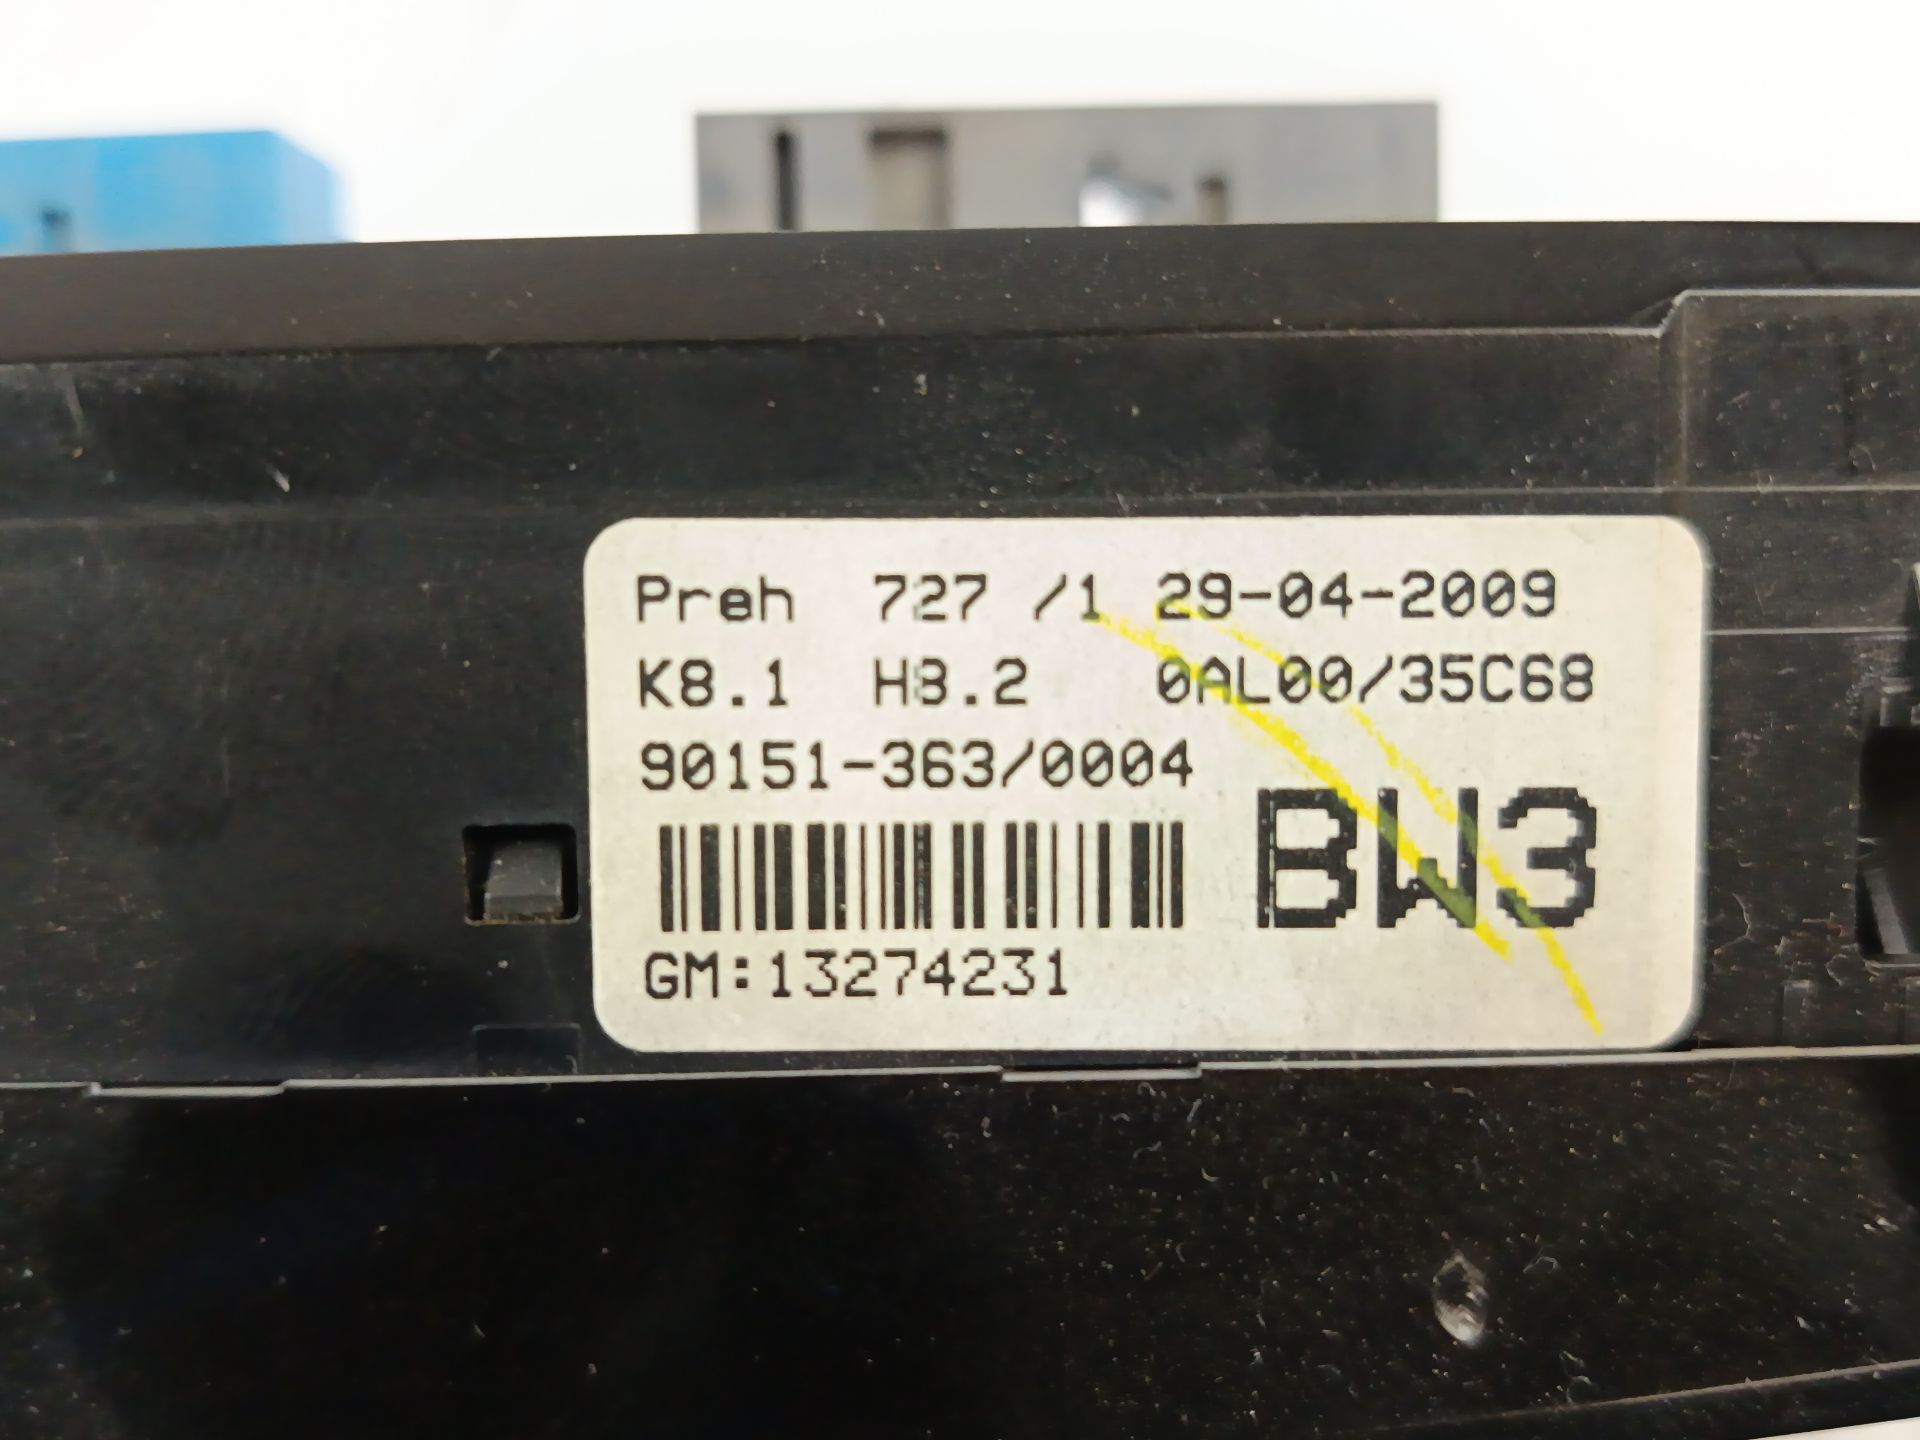 Preh 727 /1 29-04-2009
K8.1 H8.2 0AL00/35C68
90151-363/0004
BW3
GM:13274231